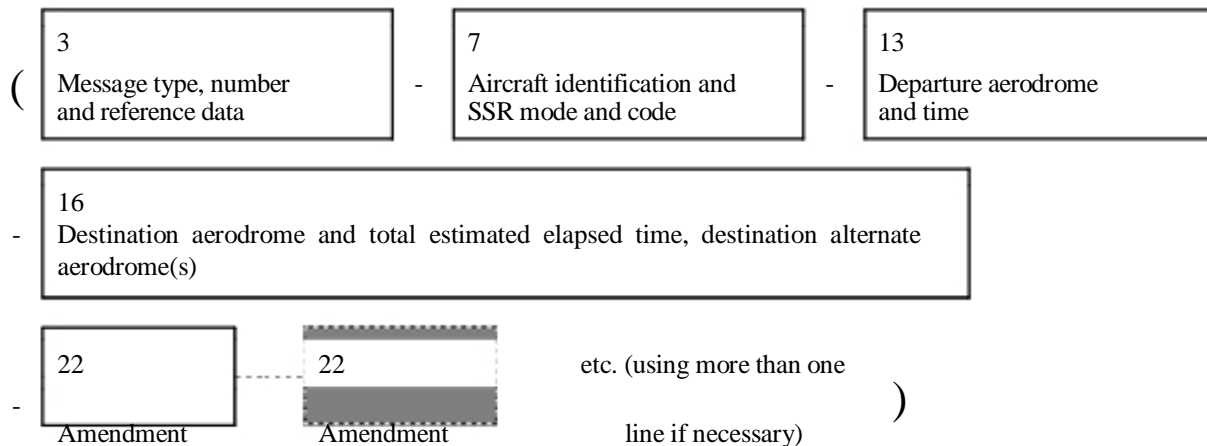 3 7 13
( Message type, number - Aircraft identification and - Departure aerodrome
and reference data SSR mode and code and time
16
- Destination aerodrome and total estimated elapsed time, destination alternate
aerodrome(s)
22 22 etc. (using more than one
- )
Amendment Amendment line if necessary)